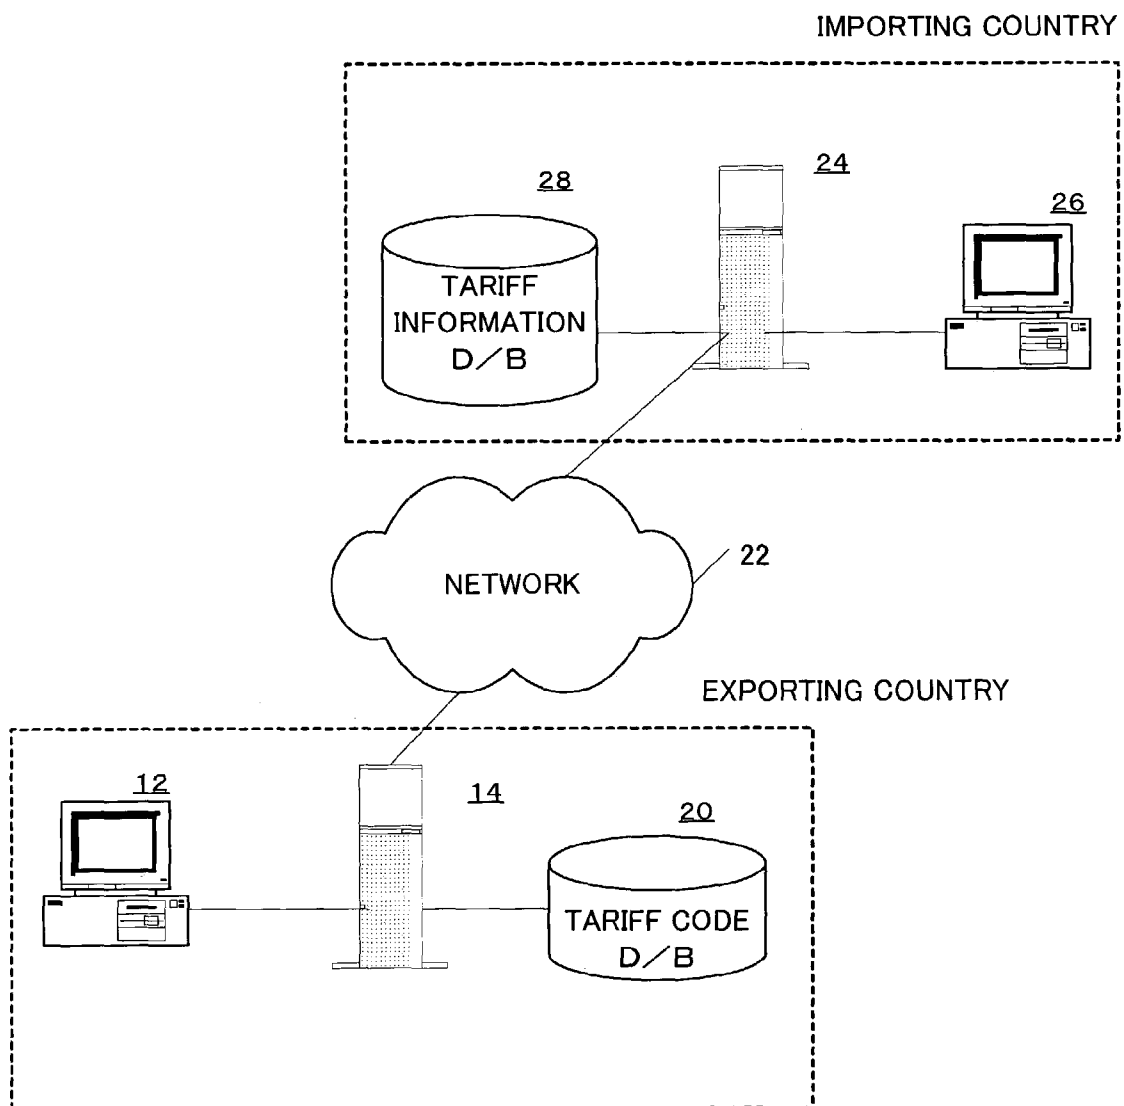 IMPORTING COUNTRY
28
24
26
TARIFF
INFORMATION
D/B
22
NETWORK
EXPORTING COUNTRY
12
14
20
TARIFF CODE
D/B